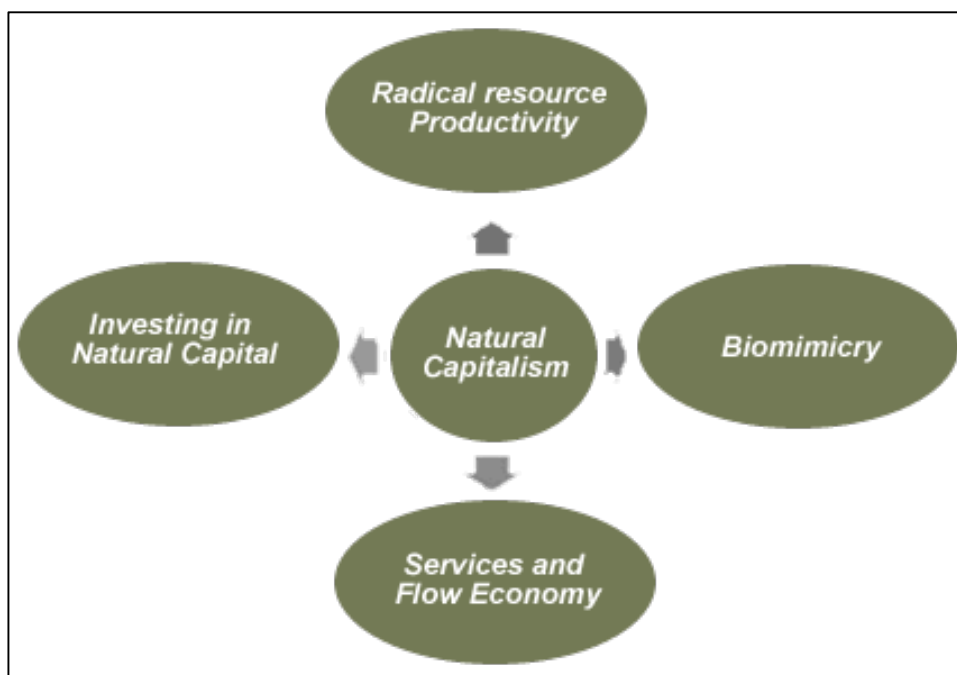 Radical resource
Productivity
Investing in
Natural Capital
Natural
Capitalism
Biomimicry
Services and
Flow Economy